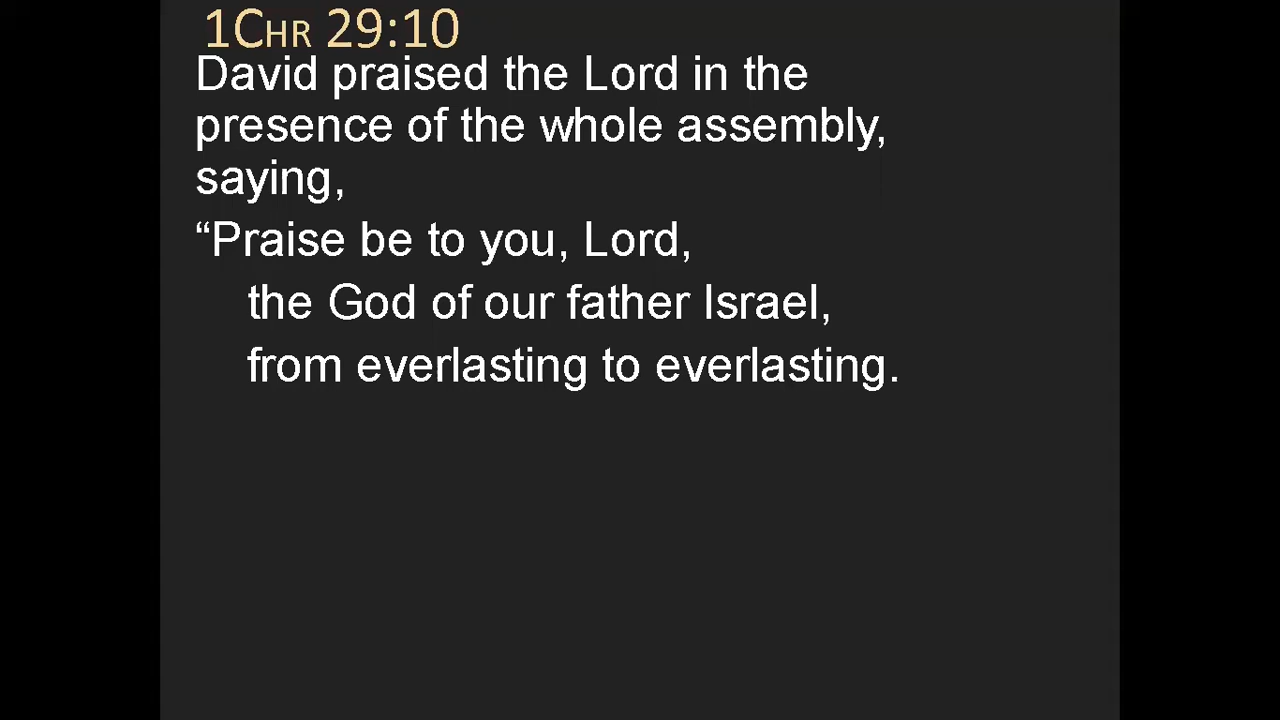 1CHR 29:10
David praised the Lord in the
presence of the whole assembly,
saying,
“Praise be to you, Lord,
the God of our father Israel,
from everlasting to everlasting.